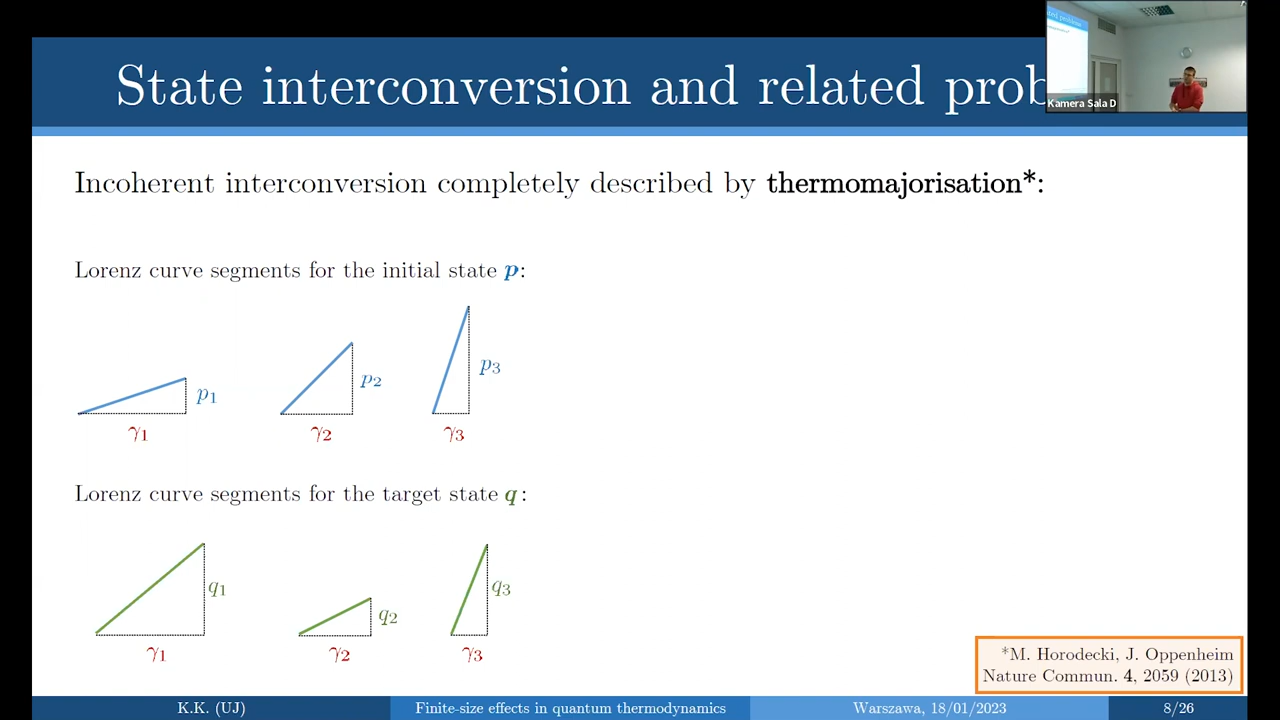 State interconversion and related prob
Kamera Sala D
Incoherent interconversion completely described by thermomajorisation*:
Lorenz curve segments for the initial state p:
p₁
p₂
p₃
γ₁
γ₂
γ₃
Lorenz curve segments for the target state q:
q₁
q₂
q₃
γ₁
γ₂
γ₃
*M. Horodecki, J. Oppenheim
Nature Commun. 4, 2059 (2013)
K.K. (UJ)
Finite-size effects in quantum thermodynamics
Warszawa, 18/01/2023
8/26